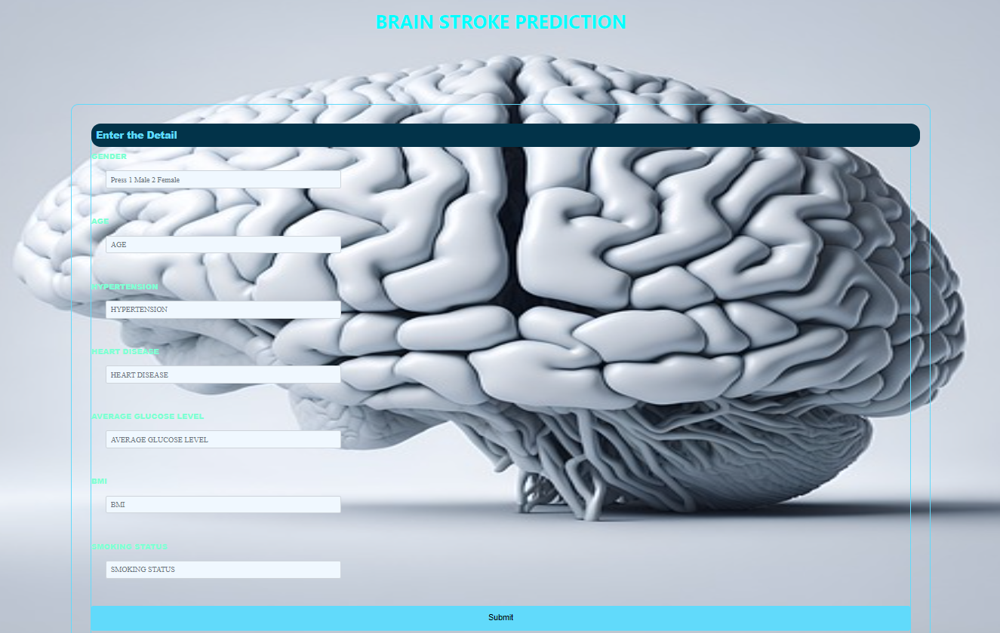 BRAIN STROKE PREDICTION
Enter the Detail
GENDER
Press 1 Male 2 Female
AGE
AGE
HYPERTENSION
HYPERTENSION
HEART DISEASE
HEART DISEASE
AVERAGE GLUCOSE LEVEL
AVERAGE GLUCOSE LEVEL
BMI
BMI
SMOKING STATUS
SMOKING STATUS
Submit